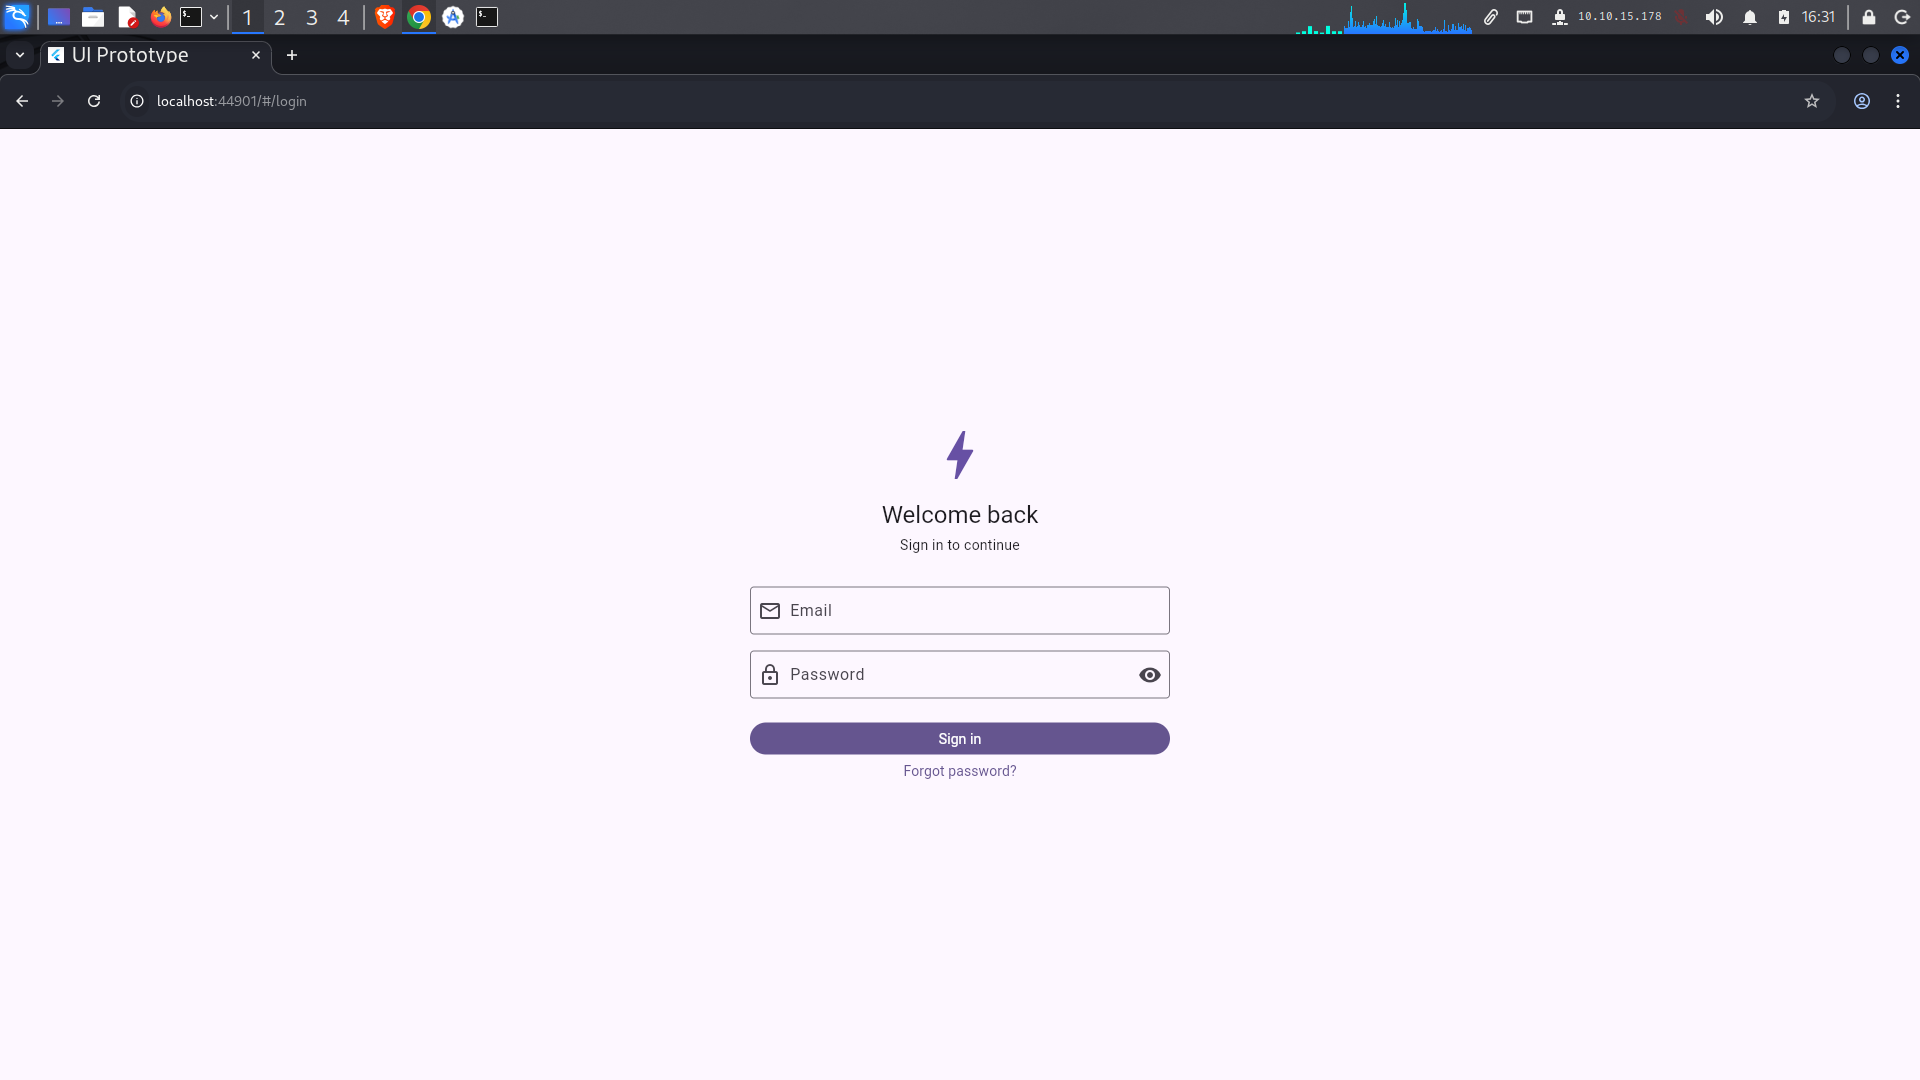 1 2 3 4
10.10.15.178
16:31
UI Prototype
localhost:44901/#/login
Welcome back
Sign in to continue
Email
Password
Sign in
Forgot password?